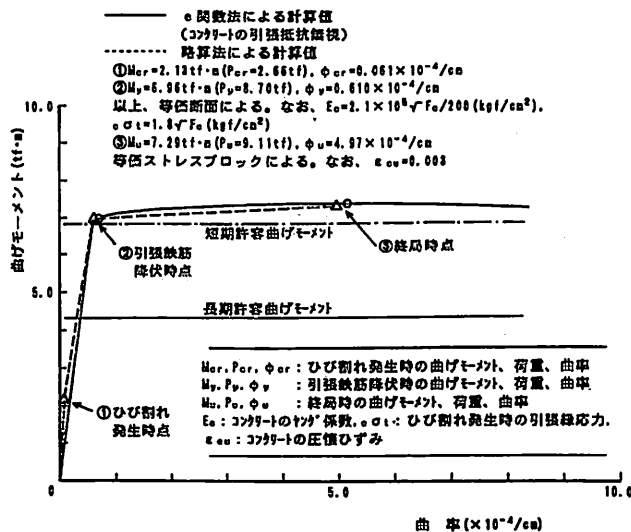 e関数法による計算値
(コンクリートの引張抵抗無視)
略算法による計算値
①Mcr=2.13tf·m(Pcr=2.66tf), φcr=0.061×10⁻⁴/cm
②My=6.96tf·m(Py=8.70tf), φy=0.610×10⁻⁴/cm
以上、等価断面による。なお、Ec=2.1×10⁵√Fc/200(kgf/cm²),
cσt=1.8√Fc(kgf/cm²)
③Mu=7.29tf·m(Pu=9.11tf), φu=4.97×10⁻⁴/cm
等価ストレスブロックによる。なお、εcu=0.003
10.0
曲げモーメント(tf·m)
短期許容曲げモーメント
②引張鉄筋
降伏時点
③終局時点
5.0
長期許容曲げモーメント
Mcr.Pcr.φcr:ひび割れ発生時の曲げモーメント、荷重、曲率
My.Py.φy:引張鉄筋降伏時の曲げモーメント、荷重、曲率
Mu.Pu.φu:終局時の曲げモーメント、荷重、曲率
Ec:コンクリートのヤング係数.cσt:ひび割れ発生時の引張縁応力.
εcu:コンクリートの圧壊ひずみ
①ひび割れ
発生時点
0 5.0 10.0
曲 率(×10⁻⁴/cm)